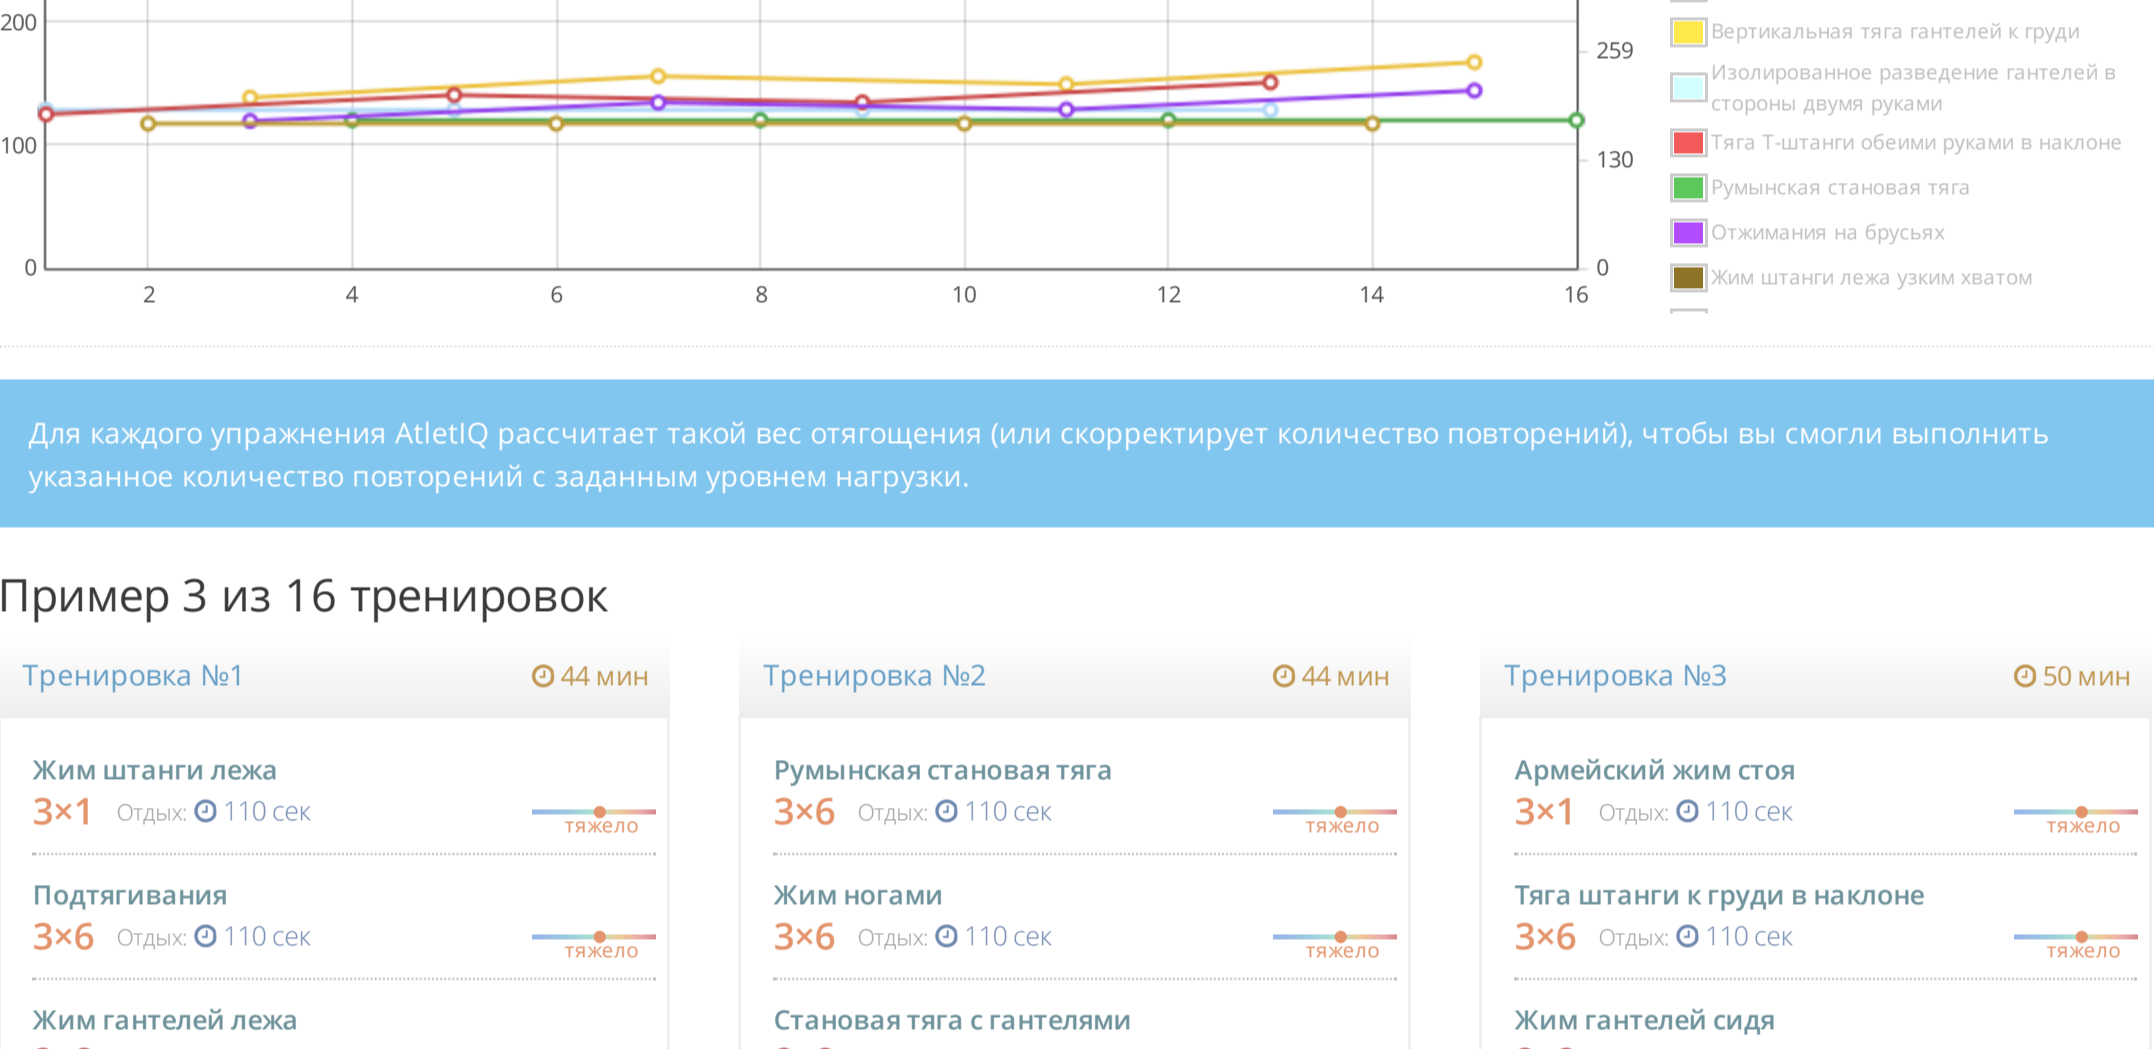 200
100
0
2 4 6 8 10 12 14 16
259
130
0
Вертикальная тяга гантелей к груди
Изолированное разведение гантелей в
стороны двумя руками
Тяга Т-штанги обеими руками в наклоне
Румынская становая тяга
Отжимания на брусьях
Жим штанги лежа узким хватом
Для каждого упражнения AtletIQ рассчитает такой вес отягощения (или скорректирует количество повторений), чтобы вы смогли выполнить
указанное количество повторений с заданным уровнем нагрузки.
Пример 3 из 16 тренировок
Тренировка №1 44 мин
Жим штанги лежа
3×1 Отдых: 110 сек
тяжело
Подтягивания
3×6 Отдых: 110 сек
тяжело
Жим гантелей лежа
Тренировка №2 44 мин
Румынская становая тяга
3×6 Отдых: 110 сек
тяжело
Жим ногами
3×6 Отдых: 110 сек
тяжело
Становая тяга с гантелями
Тренировка №3 50 мин
Армейский жим стоя
3×1 Отдых: 110 сек
тяжело
Тяга штанги к груди в наклоне
3×6 Отдых: 110 сек
тяжело
Жим гантелей сидя